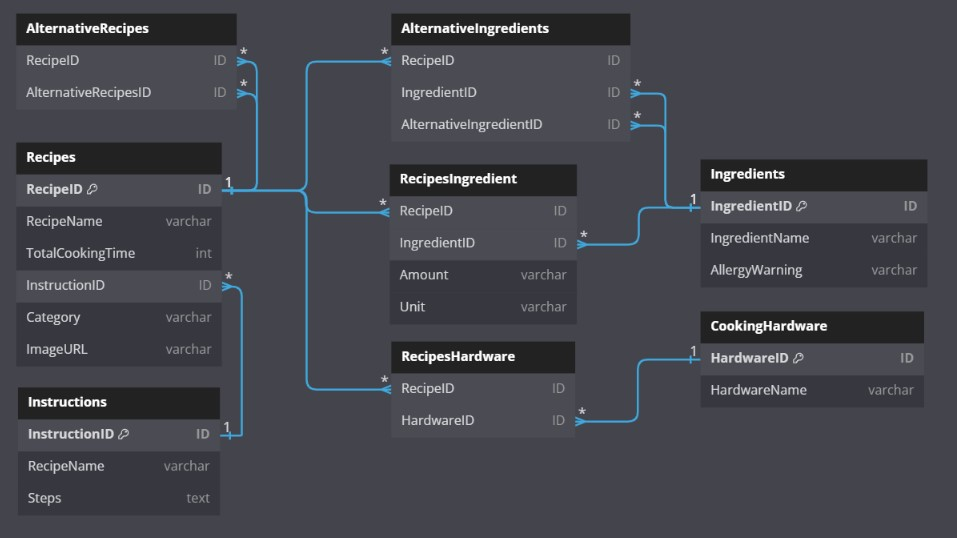 AlternativeRecipes
RecipeID ID *
AlternativeRecipesID ID *
Recipes
RecipeID ID 1
RecipeName varchar
TotalCookingTime int
InstructionID ID *
Category varchar
ImageURL varchar
Instructions
InstructionID ID 1
RecipeName varchar
Steps text
AlternativeIngredients
* RecipeID ID
IngredientID ID *
AlternativeIngredientID ID *
RecipesIngredient
* RecipeID ID
IngredientID ID *
Amount varchar
Unit varchar
RecipesHardware
* RecipeID ID
HardwareID ID *
Ingredients
1 IngredientID ID
IngredientName varchar
AllergyWarning varchar
CookingHardware
1 HardwareID ID
HardwareName varchar